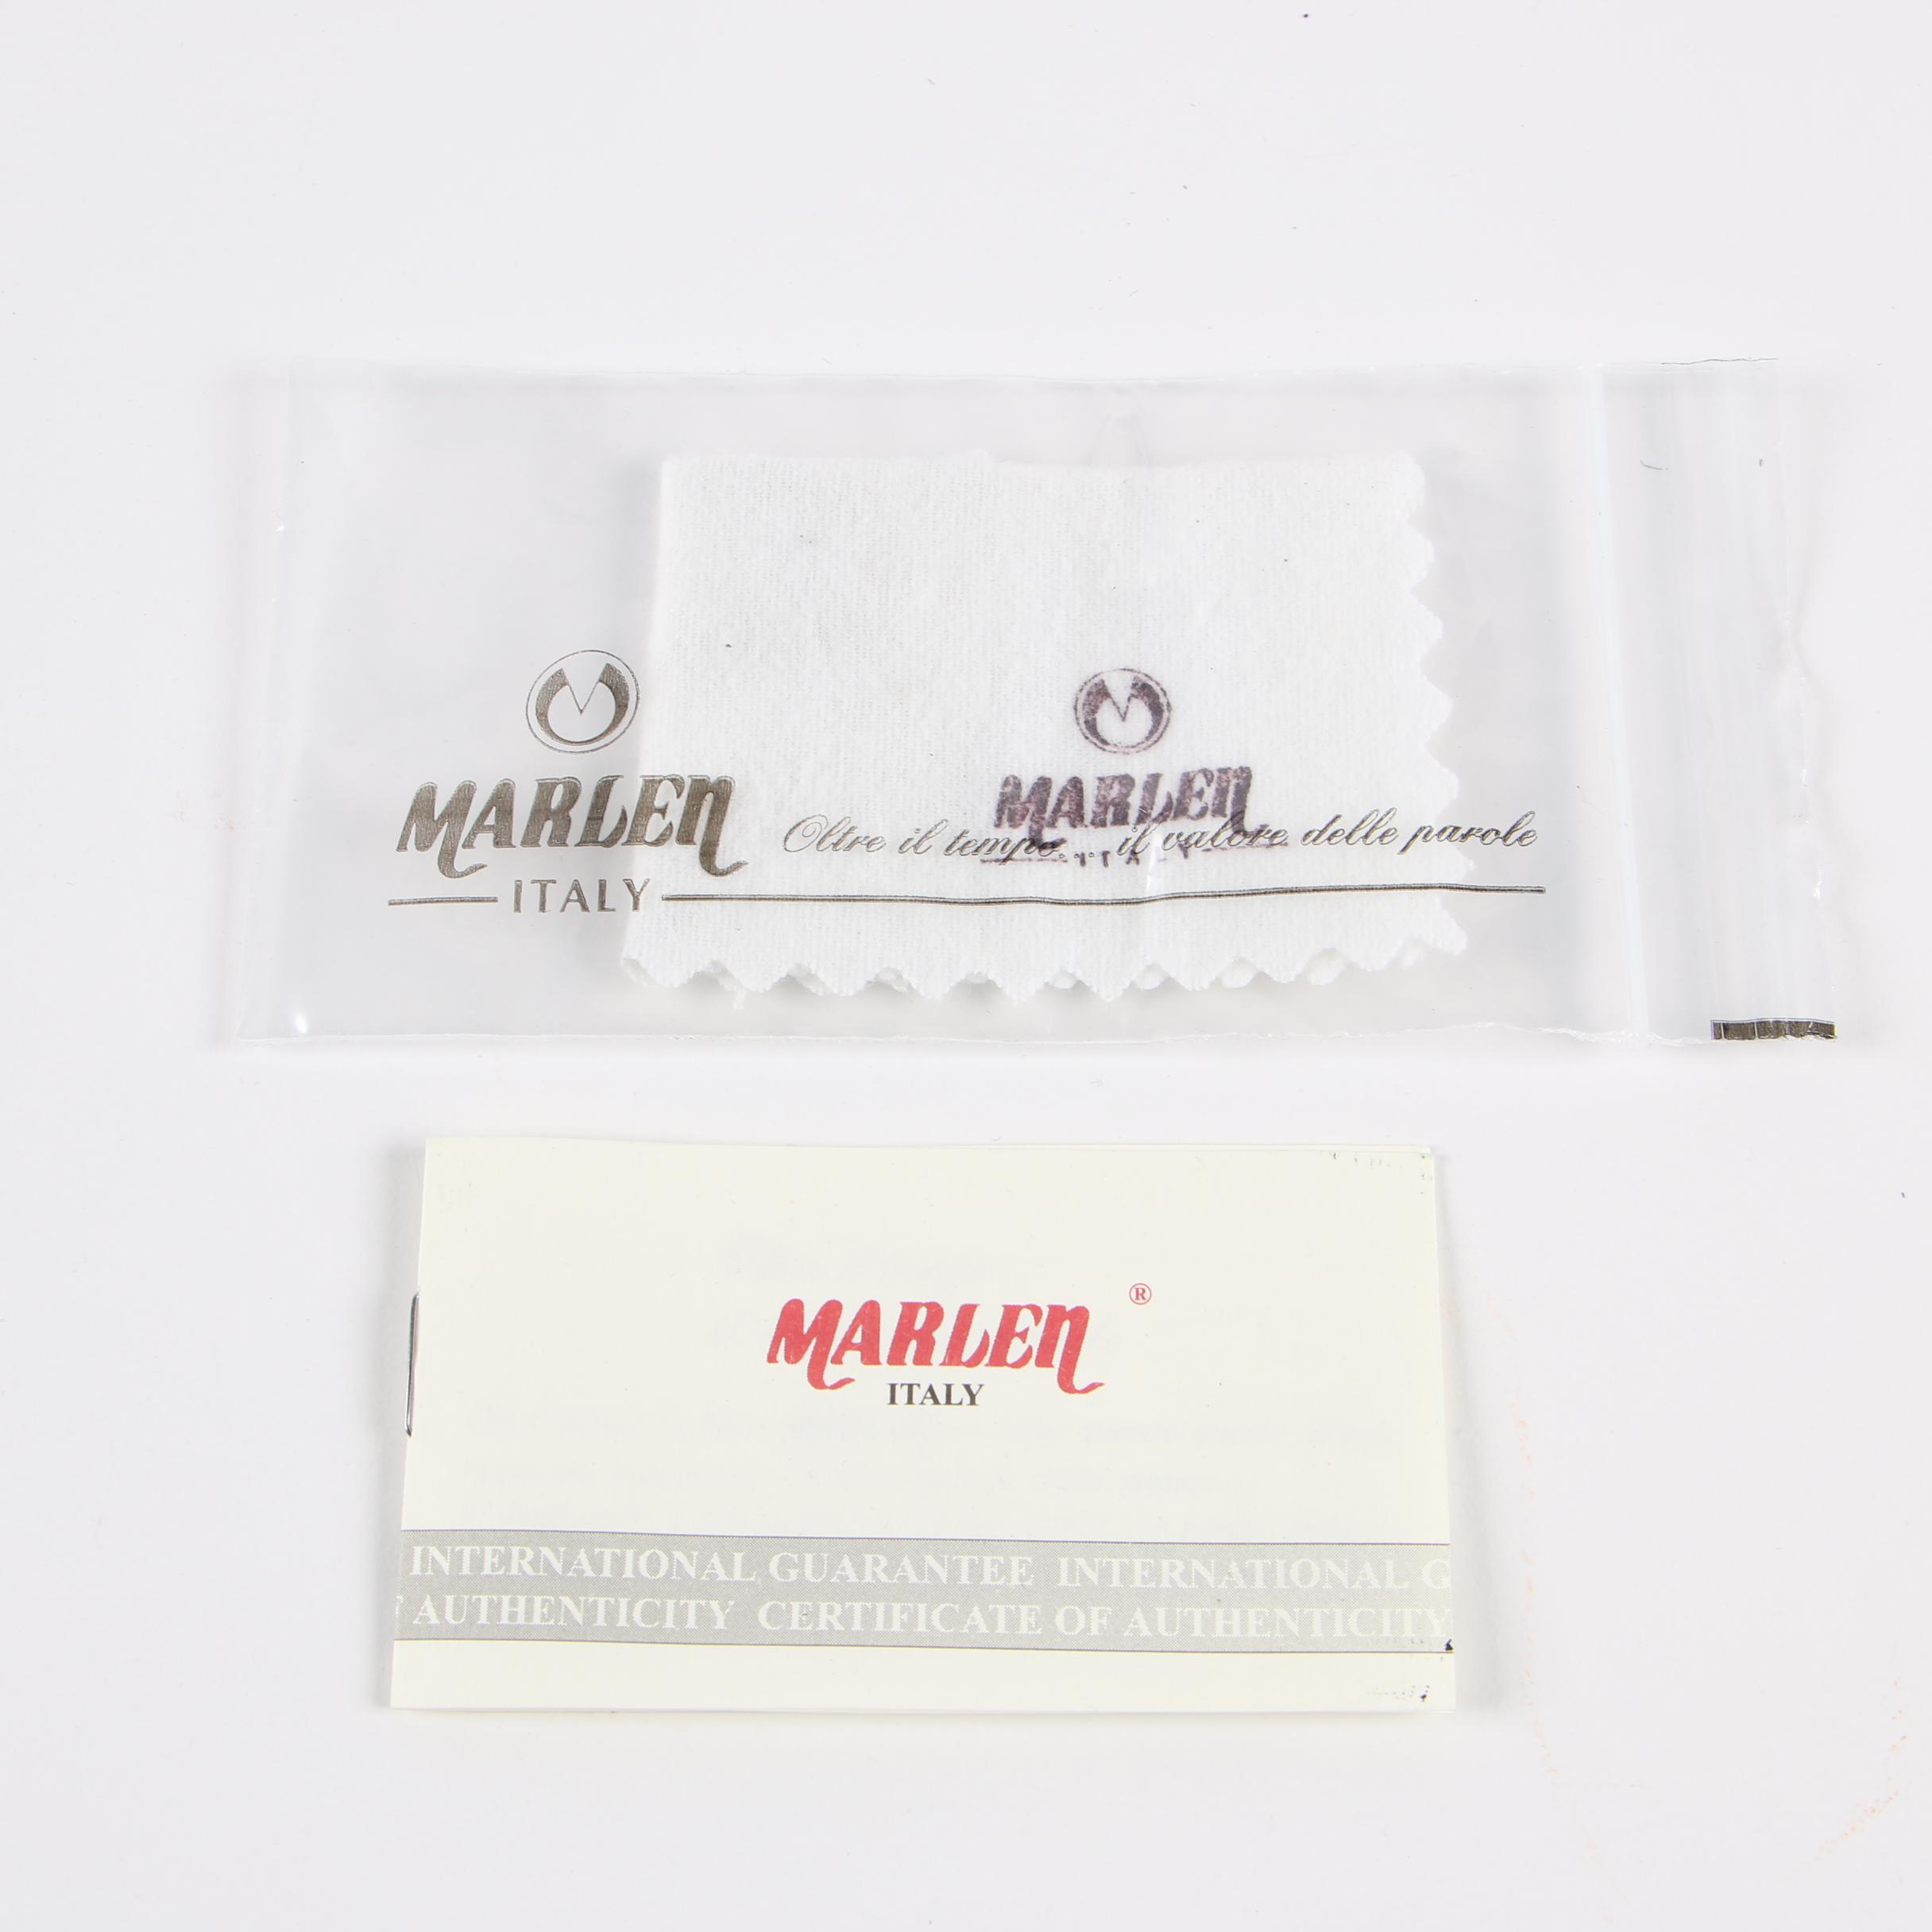 MARLEN
ITALY
Oltre il tempo... il valore delle parole
MARLEN
ITALY
MARLEN ®
ITALY
INTERNATIONAL GUARANTEE INTERNATIONAL G
AUTHENTICITY CERTIFICATE OF AUTHENTICITY